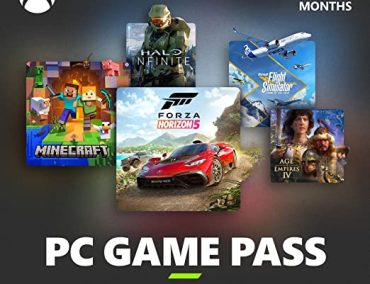 MONTHS
HALO
INFINITE
Microsoft
Flight
Simulator
MINECRAFT
FORZA
HORIZON 5
AGE
of
EMPIRES IV
PC GAME PASS